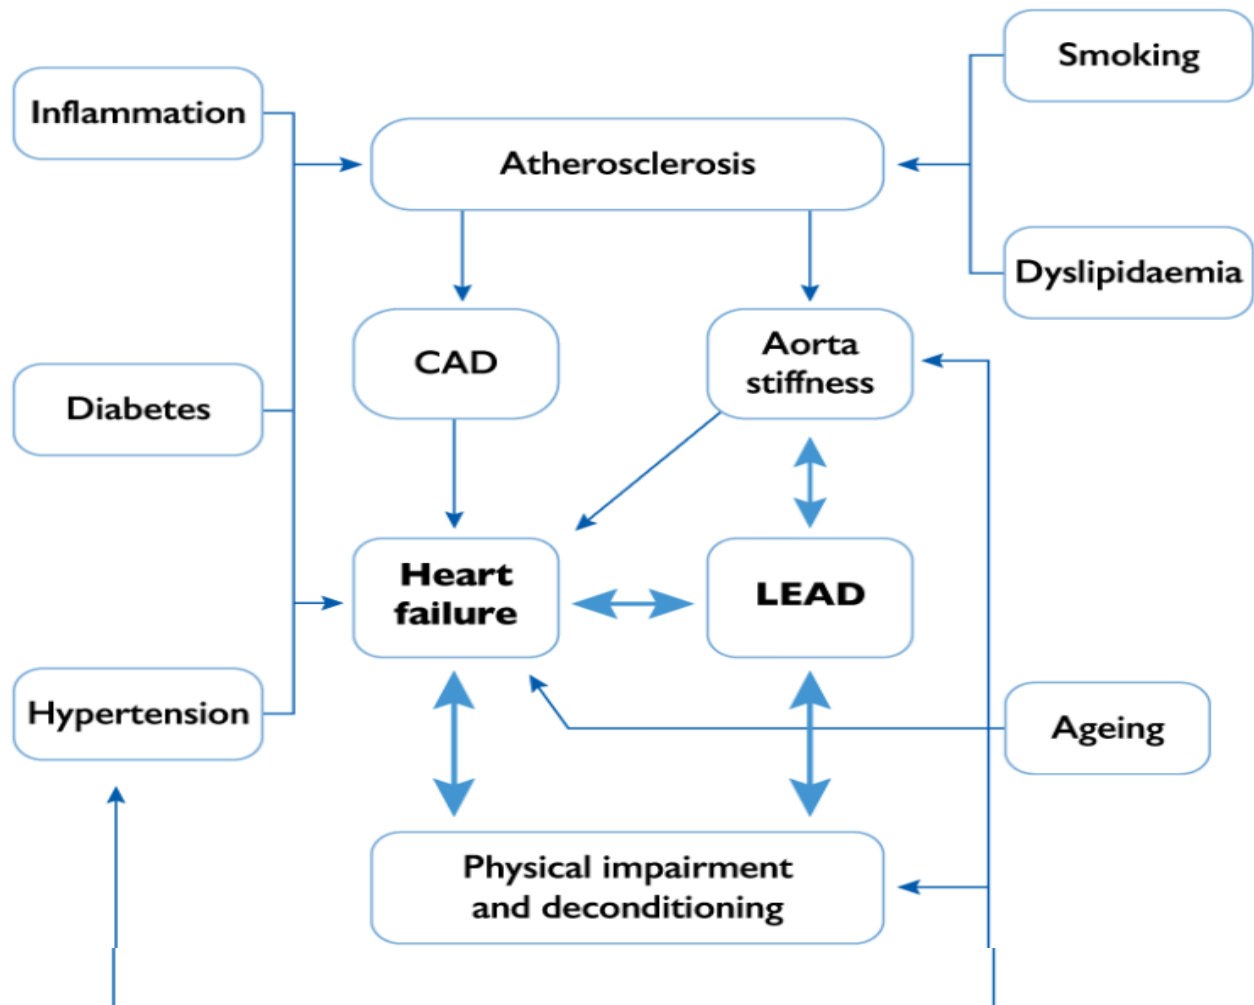 Smoking
Inflammation
Atherosclerosis
Dyslipidaemia
CAD
Aorta
stiffness
Diabetes
Heart
failure
LEAD
Hypertension
Ageing
Physical impairment
and deconditioning